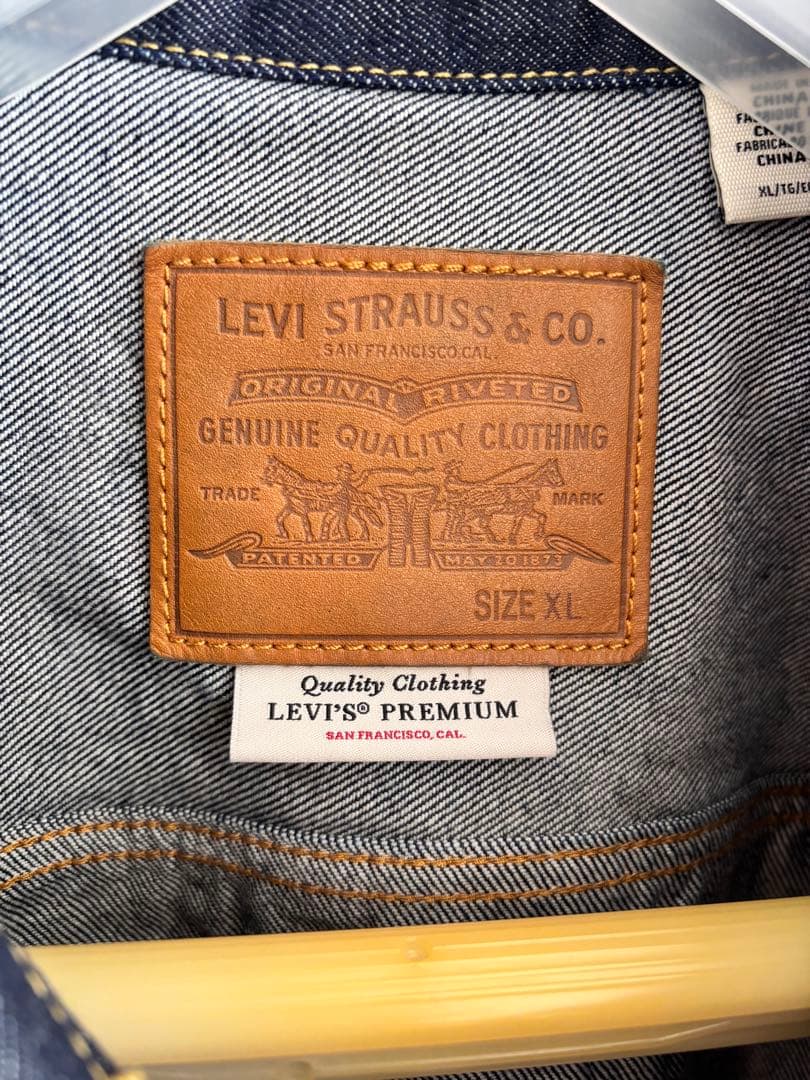 CHINA
CHINE
CHINA
XL/TG/
LEVI STRAUSS & CO.
SAN FRANCISCO, CAL.
ORIGINAL RIVETED
GENUINE QUALITY CLOTHING
TRADE MARK
PATENTED MAY 20 1873
SIZE XL
Quality Clothing
LEVI'S® PREMIUM
SAN FRANCISCO, CAL.